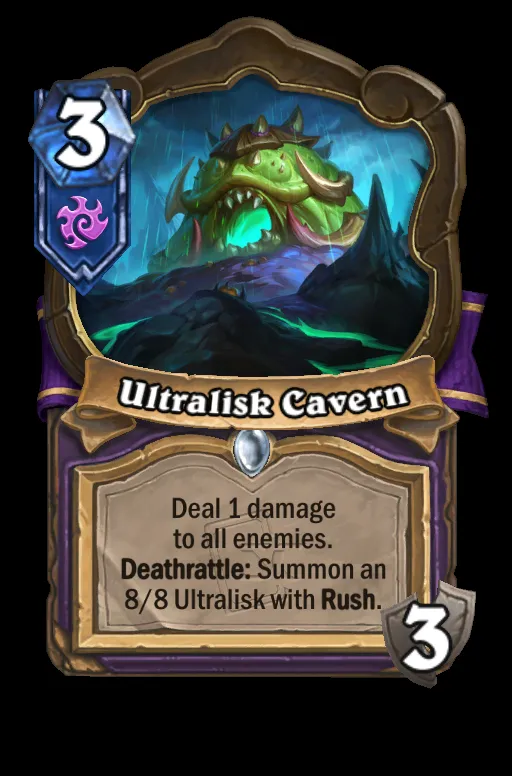 3
Ultralisk Cavern
Deal 1 damage
to all enemies.
Deathrattle: Summon an
8/8 Ultralisk with Rush.
3